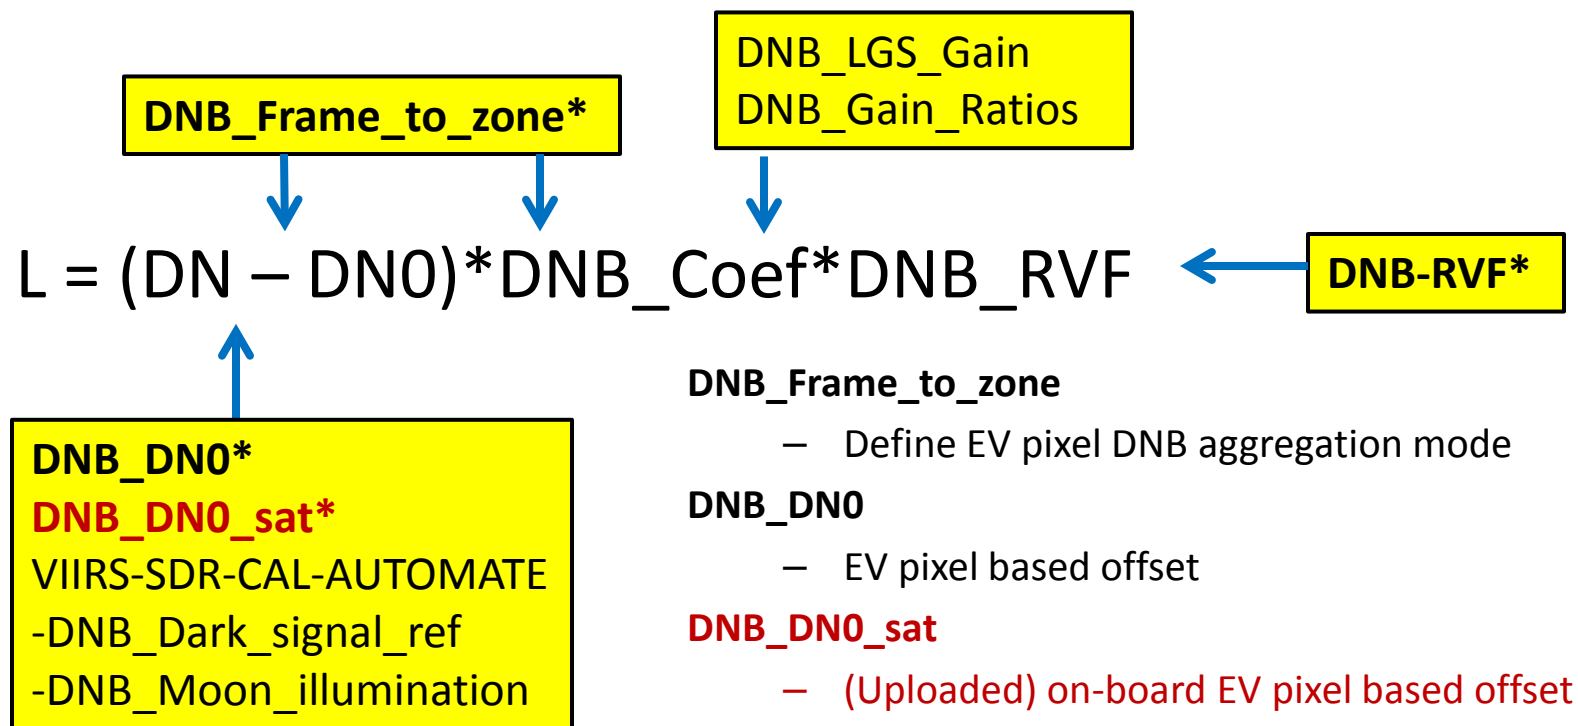 DNB_LGS_Gain
DNB_Gain_Ratios
DNB_Frame_to_zone*
L = (DN – DN0)*DNB_Coef*DNB_RVF
DNB-RVF*
DNB_DN0*
DNB_DN0_sat*
VIIRS-SDR-CAL-AUTOMATE
-DNB_Dark_signal_ref
-DNB_Moon_illumination
DNB_Frame_to_zone
– Define EV pixel DNB aggregation mode
DNB_DN0
– EV pixel based offset
DNB_DN0_sat
– (Uploaded) on-board EV pixel based offset